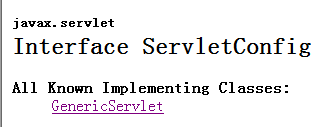 javax.servlet
Interface ServletConfig
All Known Implementing Classes:
GenericServlet